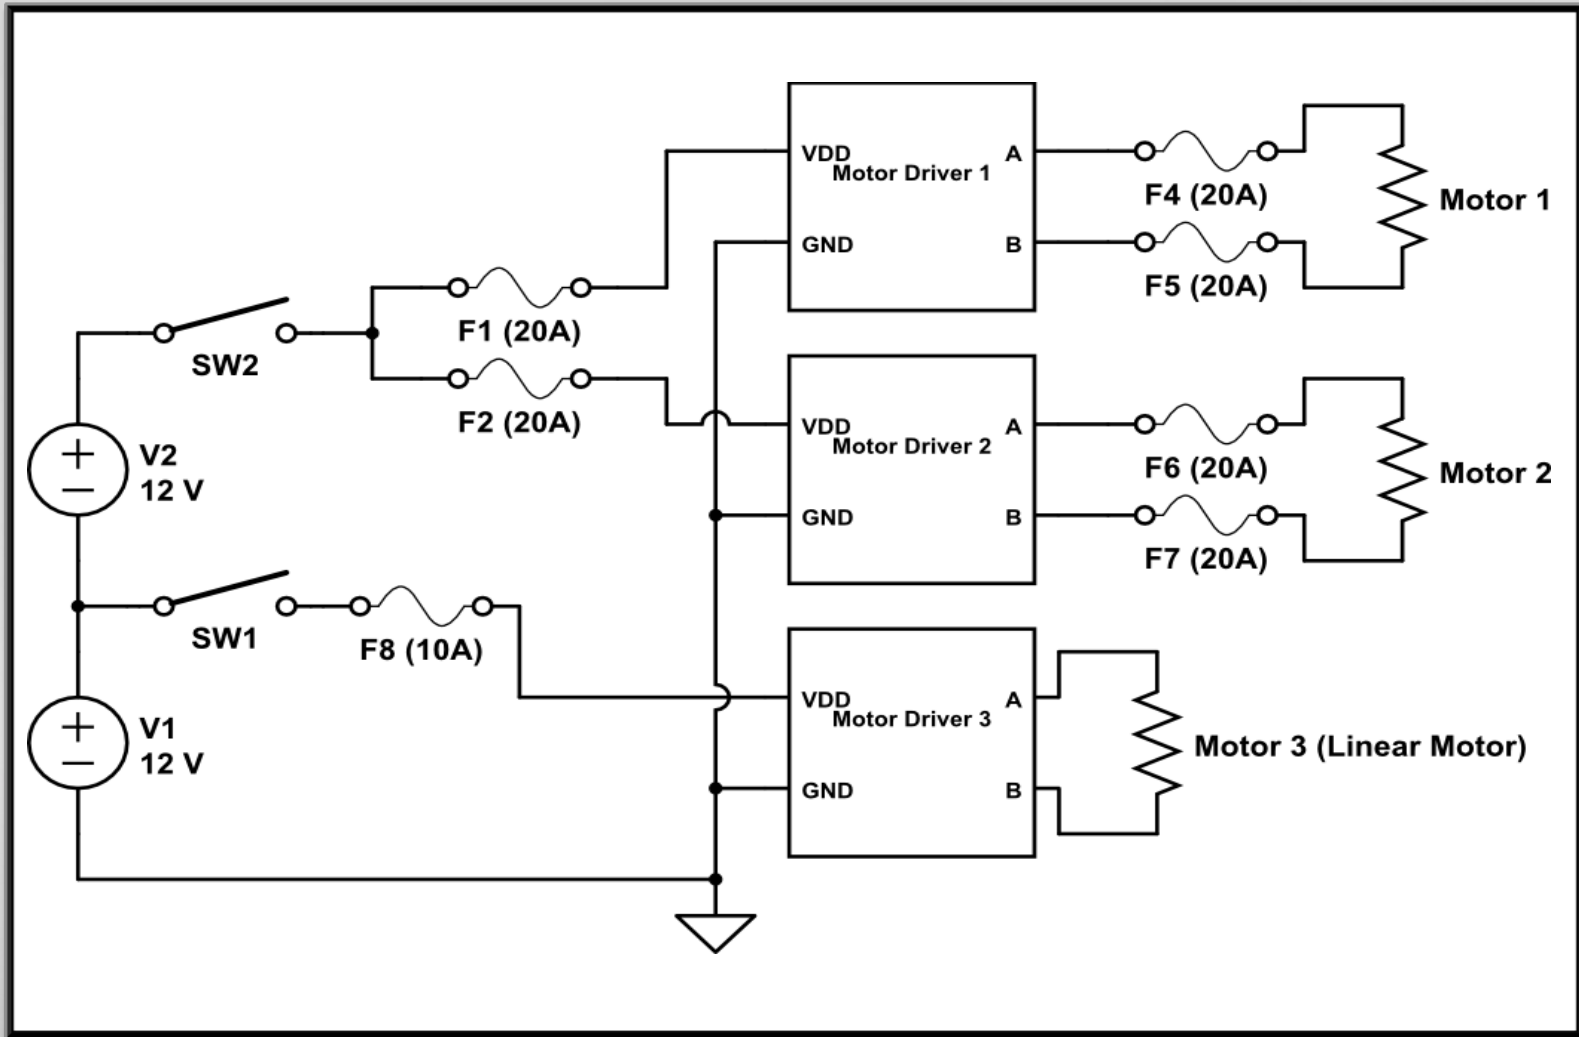 VDD
Motor Driver 1
A
GND
B
F4 (20A)
F5 (20A)
Motor 1
SW2
F1 (20A)
F2 (20A)
V2
12 V
VDD
Motor Driver 2
A
GND
B
F6 (20A)
F7 (20A)
Motor 2
SW1
F8 (10A)
V1
12 V
VDD
Motor Driver 3
A
GND
B
Motor 3 (Linear Motor)